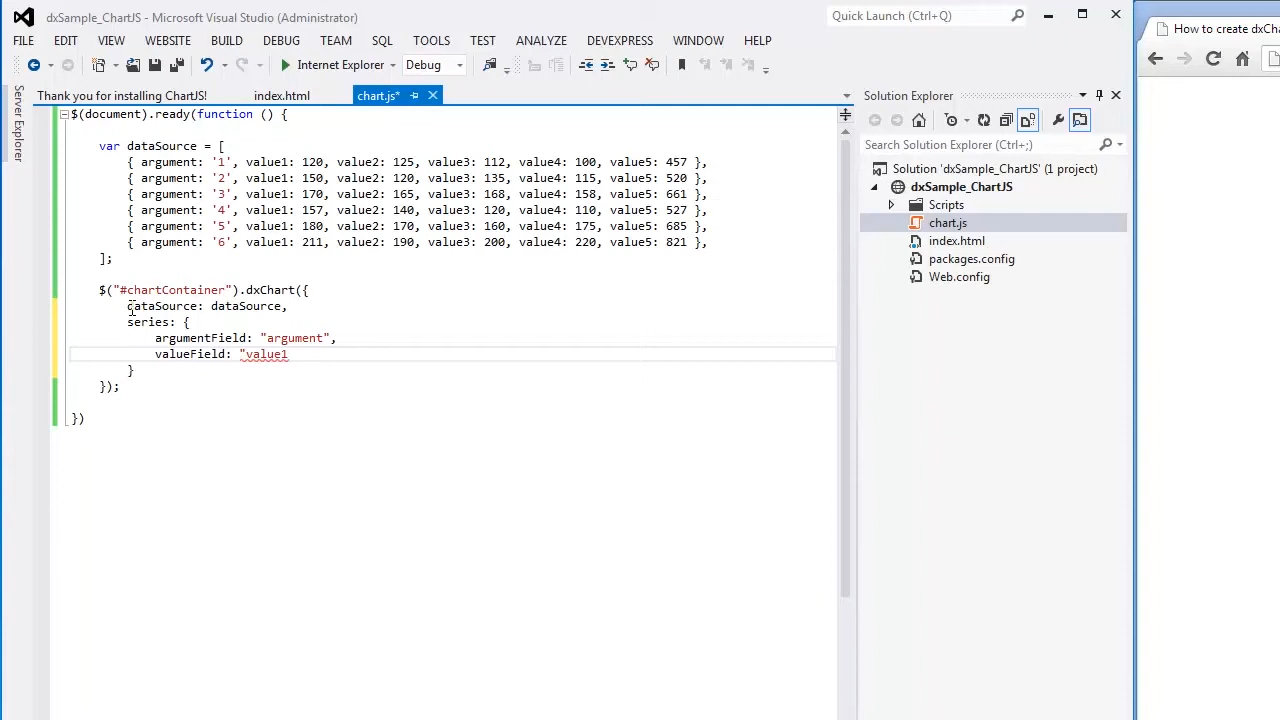 dxSample_ChartJS - Microsoft Visual Studio (Administrator)
Quick Launch (Ctrl+Q)
FILE EDIT VIEW WEBSITE BUILD DEBUG TEAM SQL TOOLS TEST ANALYZE DEVEXPRESS WINDOW HELP
Internet Explorer Debug
Server Explorer
Thank you for installing ChartJS! index.html chart.js*
$(document).ready(function () {
var dataSource = [
{ argument: '1', value1: 120, value2: 125, value3: 112, value4: 100, value5: 457 },
{ argument: '2', value1: 150, value2: 120, value3: 135, value4: 115, value5: 520 },
{ argument: '3', value1: 170, value2: 165, value3: 168, value4: 158, value5: 661 },
{ argument: '4', value1: 157, value2: 140, value3: 120, value4: 110, value5: 527 },
{ argument: '5', value1: 180, value2: 170, value3: 160, value4: 175, value5: 685 },
{ argument: '6', value1: 211, value2: 190, value3: 200, value4: 220, value5: 821 },
];
$("#chartContainer").dxChart({
dataSource: dataSource,
series: {
argumentField: "argument",
valueField: "value1
}
});
})
Solution Explorer
Search Solution Explorer (Ctrl+;)
Solution 'dxSample_ChartJS' (1 project)
dxSample_ChartJS
Scripts
chart.js
index.html
packages.config
Web.config
How to create dxCha